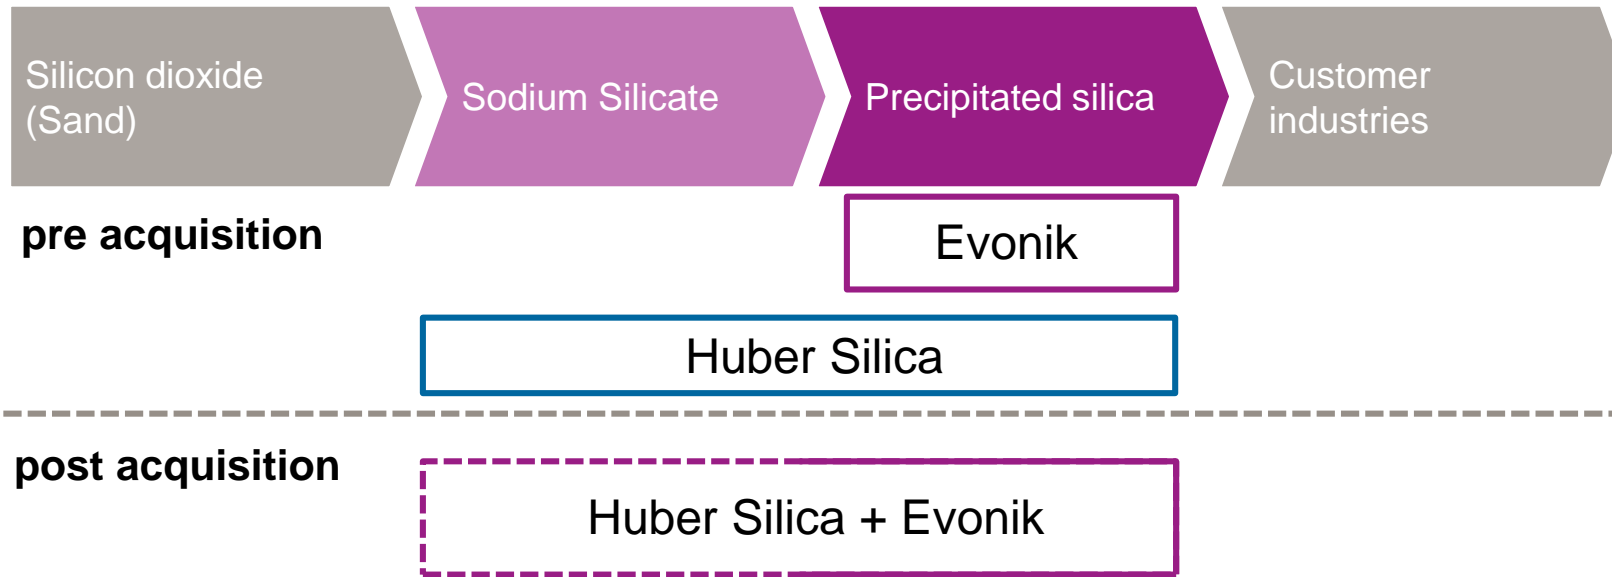 Silicon dioxide
(Sand)
Sodium Silicate
Precipitated silica
Customer
industries
pre acquisition
Evonik
Huber Silica
post acquisition
Huber Silica + Evonik